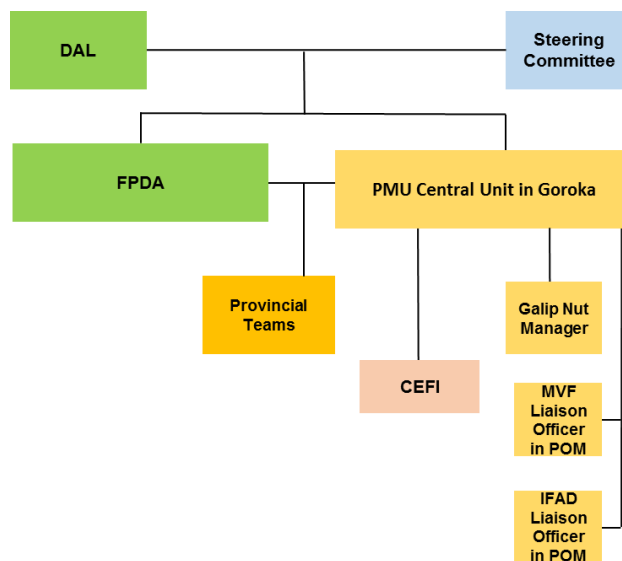 DAL
Steering
Committee
FPDA
PMU Central Unit in Goroka
Provincial
Teams
Galip Nut
Manager
CEFI
MVF
Liaison
Officer
in POM
IFAD
Liaison
Officer
in POM